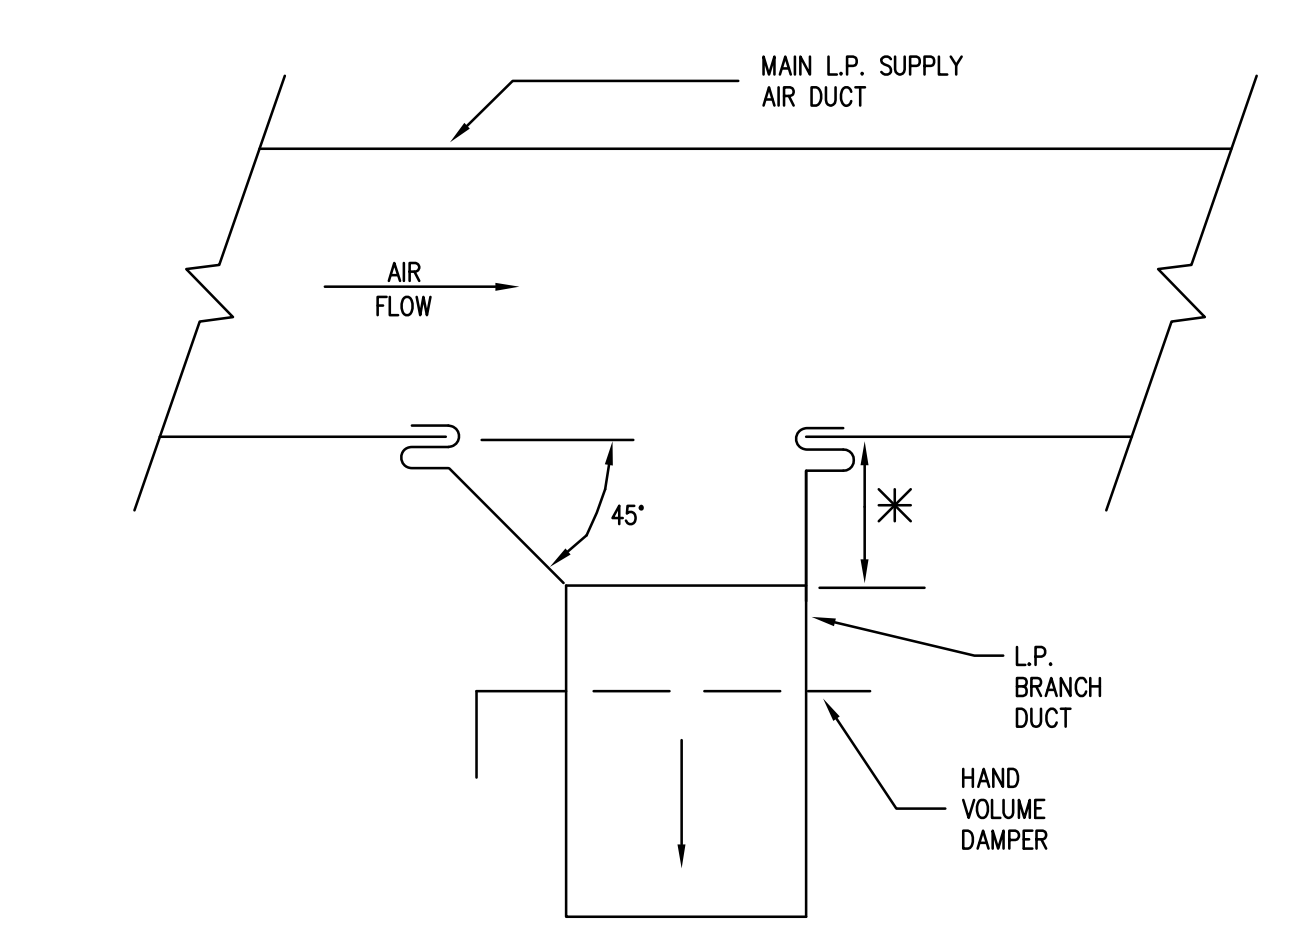 MAIN L.P. SUPPLY
AIR DUCT
AIR
FLOW
45°
L.P.
BRANCH
DUCT
HAND
VOLUME
DAMPER